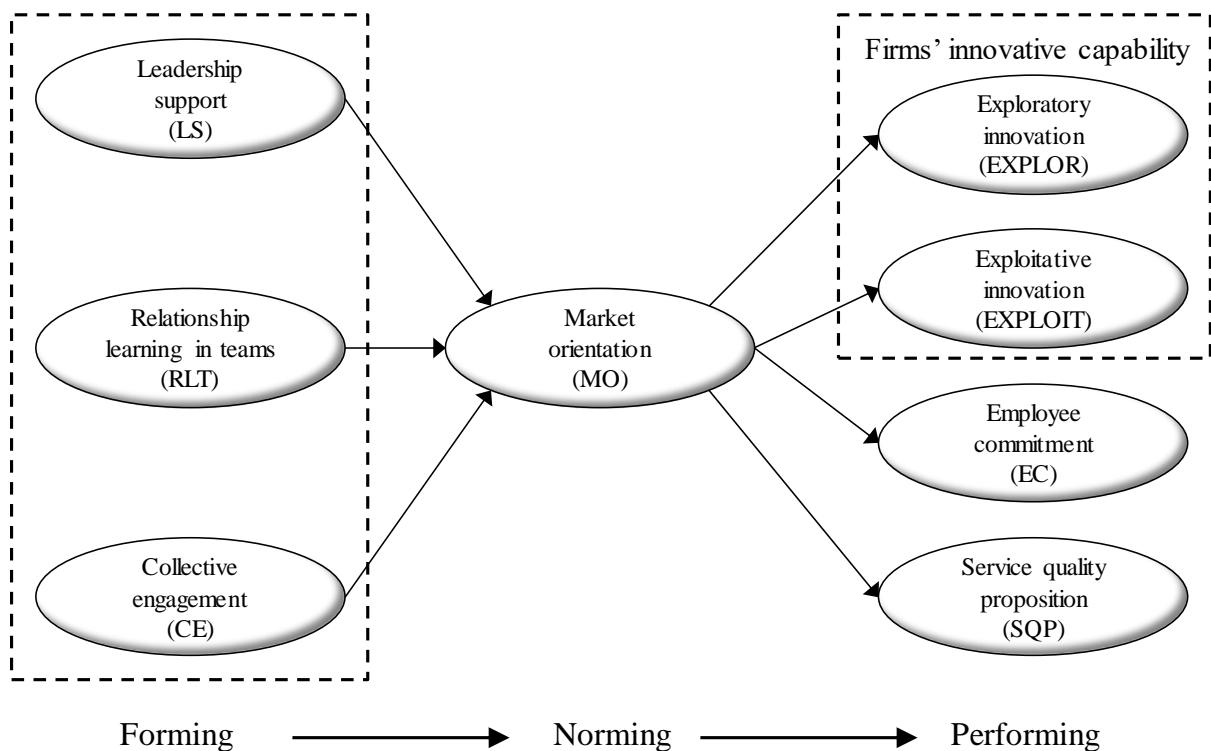 Leadership
support
(LS)
Relationship
learning in teams
(RLT)
Collective
engagement
(CE)
Market
orientation
(MO)
Firms' innovative capability
Exploratory
innovation
(EXPLOR)
Exploitative
innovation
(EXPLOIT)
Employee
commitment
(EC)
Service quality
proposition
(SQP)
Forming
Norming
Performing